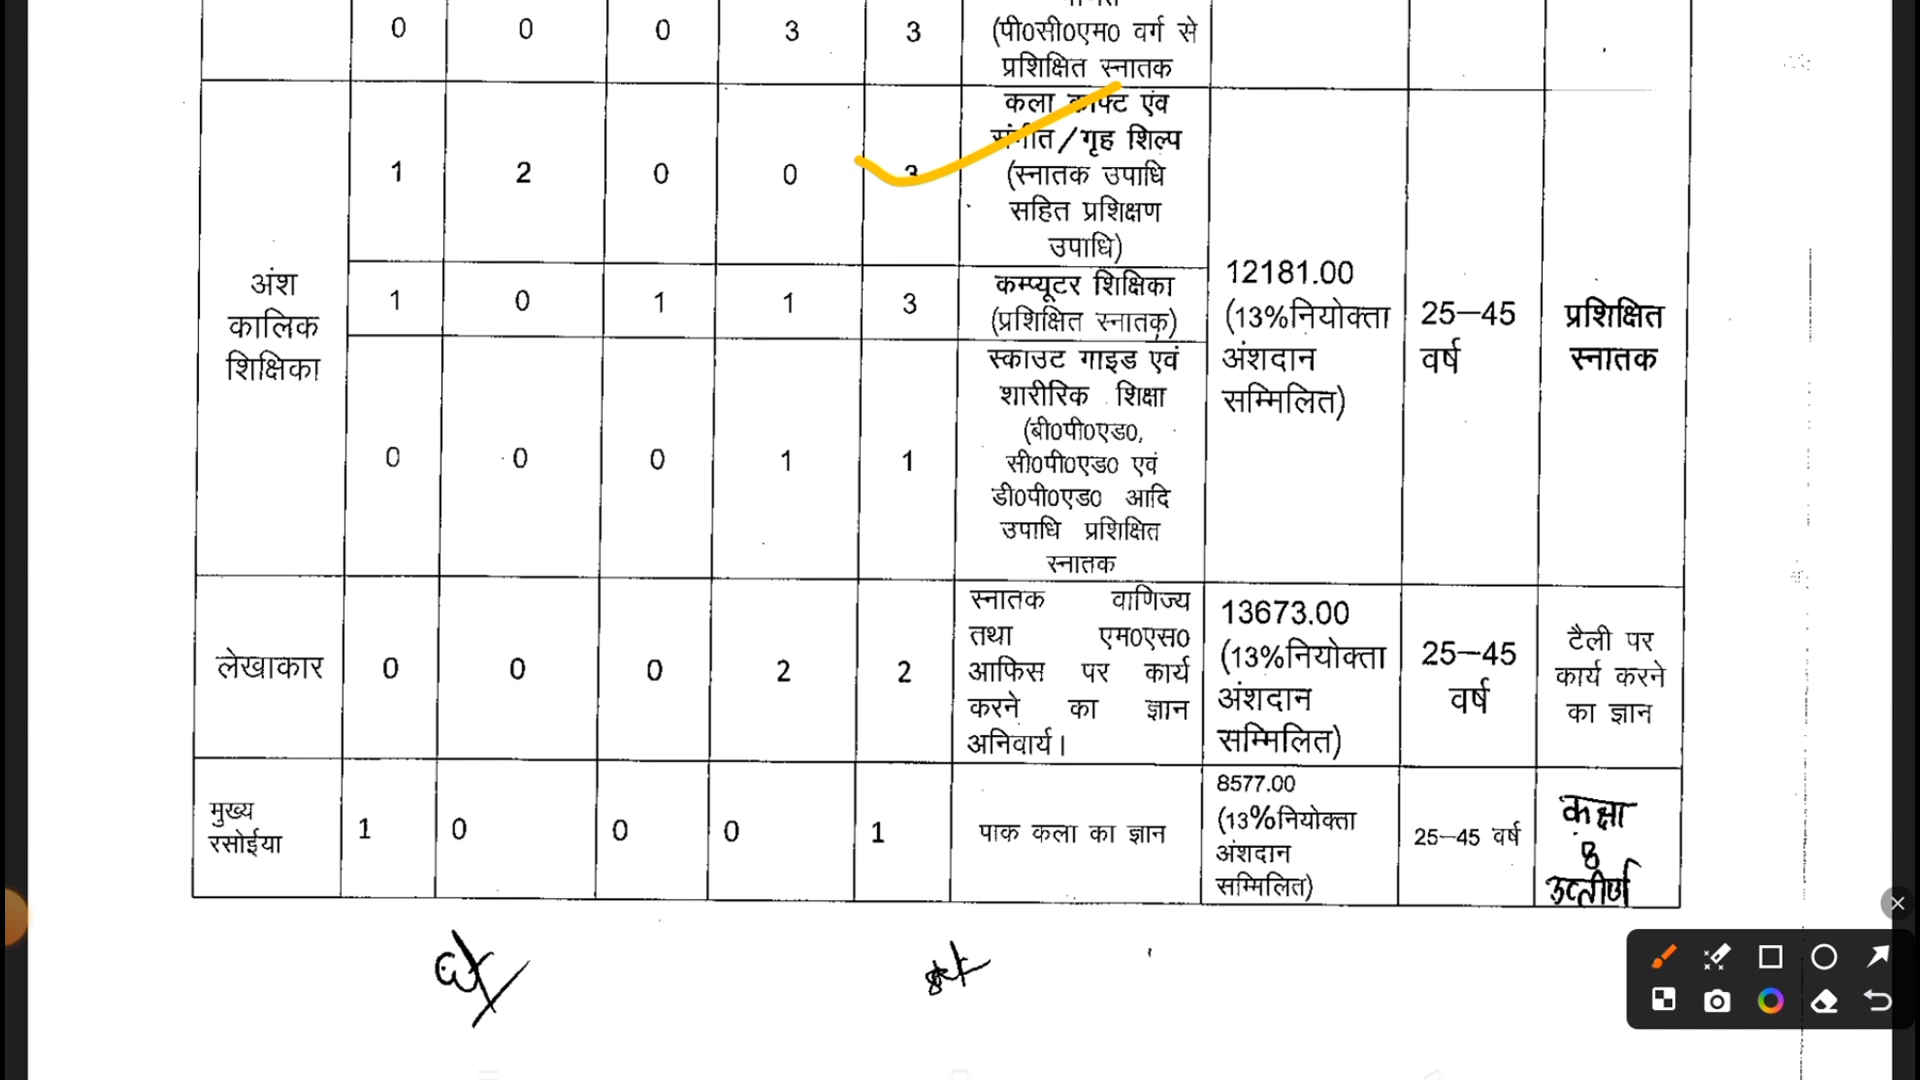 0 0 0 3 3
(पी0सी0एम0 वर्ग से
प्रशिक्षित स्नातक
अंश
कालिक
शिक्षिका
1 2 0 0 3
कला क्राफ्ट एंव
संगीत/गृह शिल्प
(स्नातक उपाधि
सहित प्रशिक्षण
उपाधि)
1 0 1 1 3
कम्प्यूटर शिक्षिका
(प्रशिक्षित स्नातक)
0 0 0 1 1
स्काउट गाइड एवं
शारीरिक शिक्षा
(बी0पी0एड0,
सी0पी0एड0 एवं
डी0पी0एड0 आदि
उपाधि प्रशिक्षित
स्नातक
12181.00
(13%नियोक्ता
अंशदान
सम्मिलित)
25–45
वर्ष
प्रशिक्षित
स्नातक
लेखाकार
0 0 0 2 2
स्नातक वाणिज्य
तथा एम0एस0
आफिस पर कार्य
करने का ज्ञान
अनिवार्य।
13673.00
(13%नियोक्ता
अंशदान
सम्मिलित)
25–45
वर्ष
टैली पर
कार्य करने
का ज्ञान
मुख्य
रसोईया
1 0 0 0 1
पाक कला का ज्ञान
8577.00
(13%नियोक्ता
अंशदान
सम्मिलित)
25–45 वर्ष
कक्षा
8
उत्तीर्ण